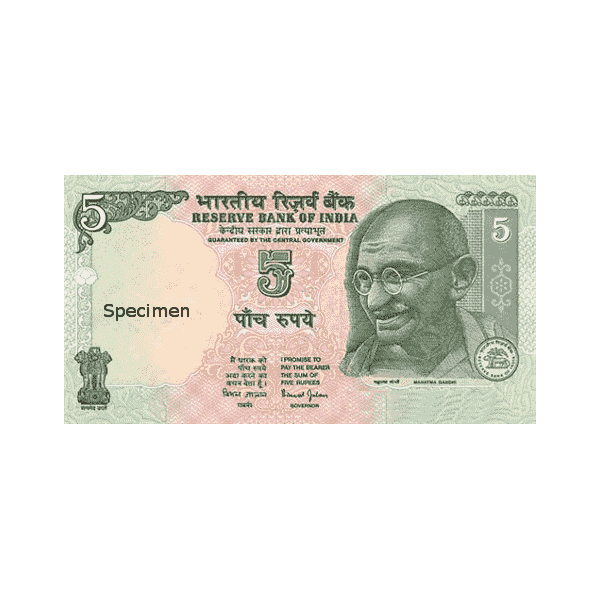 5
भारतीय रिज़र्व बैंक
RESERVE BANK OF INDIA
केन्द्रीय सरकार द्वारा प्रत्याभूत
GUARANTEED BY THE CENTRAL GOVERNMENT
5
5
Specimen
पाँच रुपये
मैं धारक को
पाँच रुपये
अदा करने का
वचन देता हूँ।
I PROMISE TO
PAY THE BEARER
THE SUM OF
FIVE RUPEES
गवर्नर
GOVERNOR
महात्मा गांधी
MAHATMA GANDHI
सत्यमेव जयते